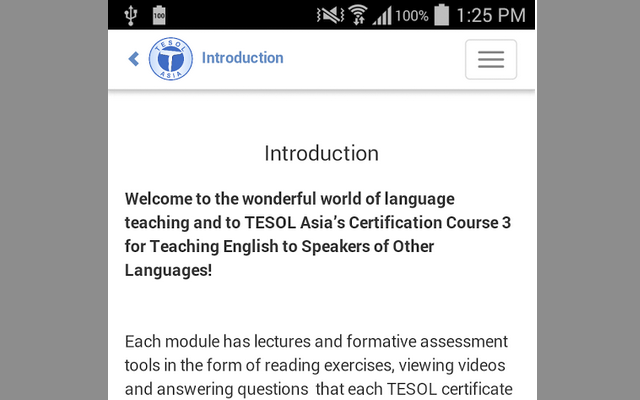 100 100% 1:25 PM
TESOL ASIA Introduction
Introduction
Welcome to the wonderful world of language
teaching and to TESOL Asia’s Certification Course 3
for Teaching English to Speakers of Other
Languages!
Each module has lectures and formative assessment
tools in the form of reading exercises, viewing videos
and answering questions  that each TESOL certificate